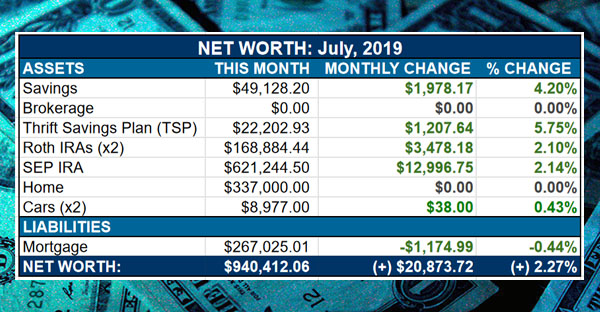 NET WORTH: July, 2019
ASSETS THIS MONTH MONTHLY CHANGE % CHANGE
Savings $49,128.20 $1,978.17 4.20%
Brokerage $0.00 $0.00 0.00%
Thrift Savings Plan (TSP) $22,202.93 $1,207.64 5.75%
Roth IRAs (x2) $168,884.44 $3,478.18 2.10%
SEP IRA $621,244.50 $12,996.75 2.14%
Home $337,000.00 $0.00 0.00%
Cars (x2) $8,977.00 $38.00 0.43%
LIABILITIES
Mortgage $267,025.01 -$1,174.99 -0.44%
NET WORTH: $940,412.06 (+) $20,873.72 (+) 2.27%